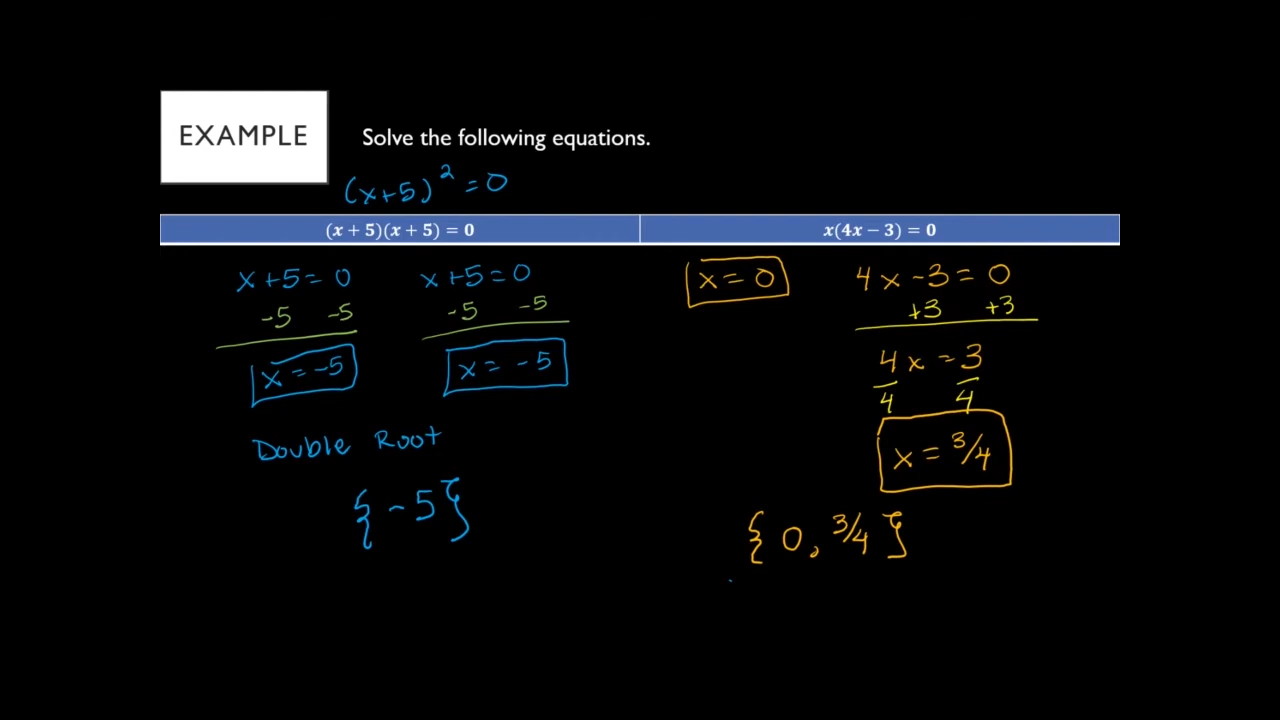 EXAMPLE
Solve the following equations.
(x+5)² = 0
(x + 5)(x + 5) = 0
x(4x − 3) = 0
x+5 = 0
-5 -5
x = -5
x+5 = 0
-5 -5
x = -5
Double Root
{-5}
x = 0
4x - 3 = 0
+3 +3
4x = 3
4 4
x = 3/4
{0, 3/4}